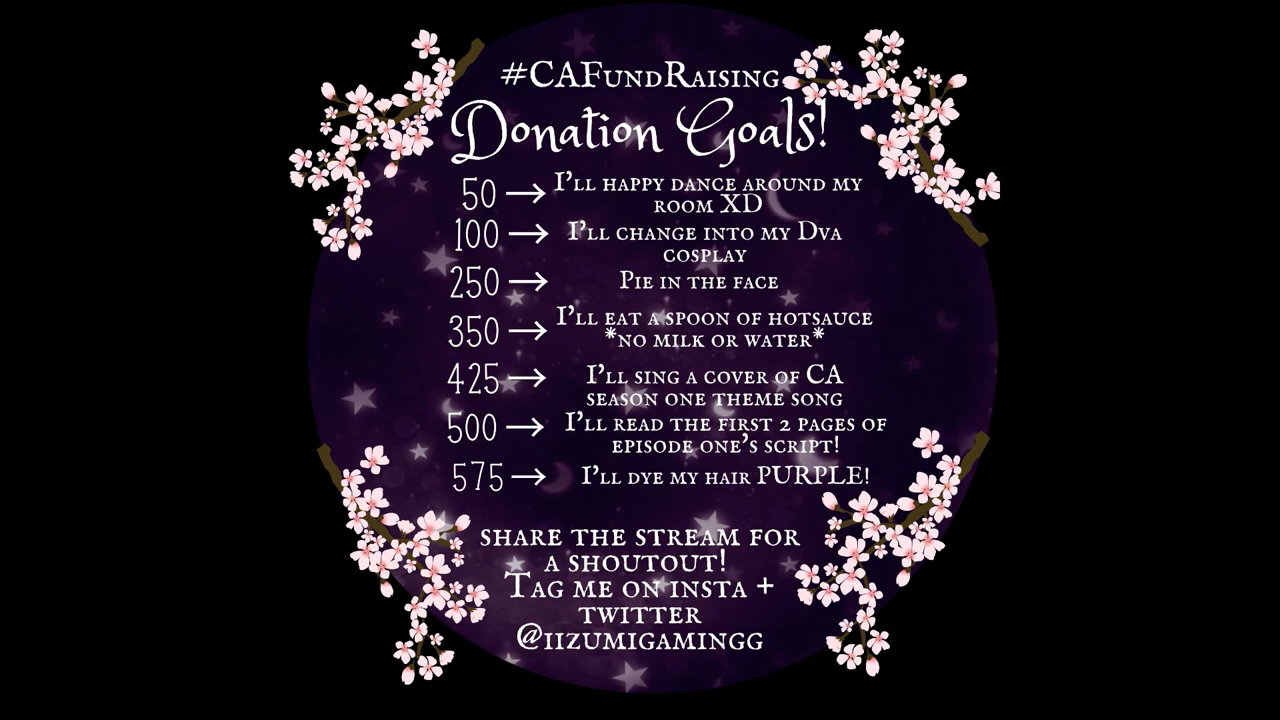 #CAFundRaising
Donation Goals!
50 → I'll happy dance around my
room XD
100 → I'll change into my Dva
cosplay
250 → Pie in the face
350 → I'll eat a spoon of hotsauce
*no milk or water*
425 → I'll sing a cover of CA
season one theme song
500 → I'll read the first 2 pages of
episode one's script!
575 → I'll dye my hair PURPLE!
share the stream for
a shoutout!
Tag me on insta +
twitter
@iizumigamingg